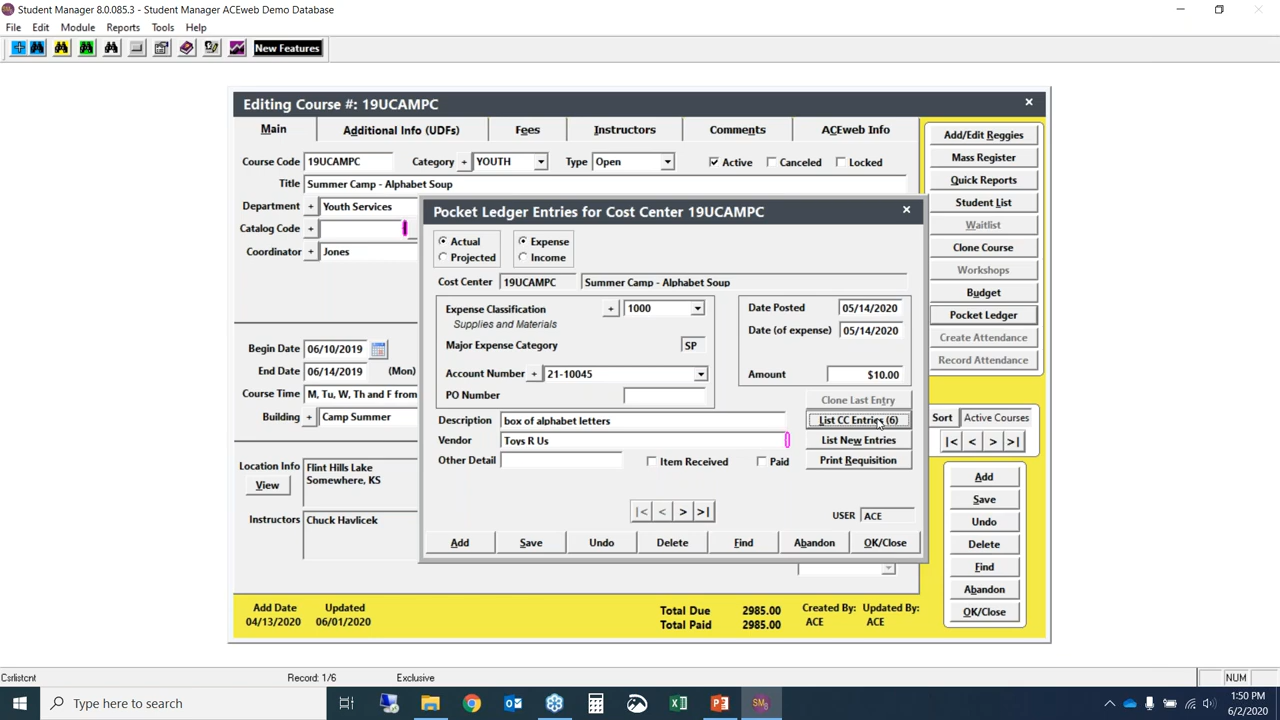 Student Manager 8.0.085.3 - Student Manager ACEweb Demo Database
File Edit Module Reports Tools Help
New Features
Editing Course #: 19UCAMPC
Main Additional Info (UDFs) Fees Instructors Comments ACEweb Info
Course Code 19UCAMPC Category + YOUTH Type Open Active Canceled Locked
Title Summer Camp - Alphabet Soup
Department + Youth Services
Catalog Code +
Coordinator + Jones
Begin Date 06/10/2019
End Date 06/14/2019 (Mon)
Course Time M, Tu, W, Th and F from
Building + Camp Summer
Location Info Flint Hills Lake
View Somewhere, KS
Instructors Chuck Havlicek
Add Date Updated
04/13/2020 06/01/2020
Total Due 2985.00
Total Paid 2985.00
Created By: Updated By:
ACE ACE
Pocket Ledger Entries for Cost Center 19UCAMPC
Actual Expense
Projected Income
Cost Center 19UCAMPC Summer Camp - Alphabet Soup
Expense Classification + 1000
Supplies and Materials
Major Expense Category SP
Account Number + 21-10045
PO Number
Date Posted 05/14/2020
Date (of expense) 05/14/2020
Amount $10.00
Clone Last Entry
Description box of alphabet letters List CC Entries (6)
Vendor Toys R Us List New Entries
Other Detail Item Received Paid Print Requisition
|< < > >|
USER ACE
Add Save Undo Delete Find Abandon OK/Close
Add/Edit Reggies
Mass Register
Quick Reports
Student List
Waitlist
Clone Course
Workshops
Budget
Pocket Ledger
Create Attendance
Record Attendance
Sort Active Courses
|< < > >|
Add
Save
Undo
Delete
Find
Abandon
OK/Close
Csrlistcnt Record: 1/6 Exclusive NUM
Type here to search
1:50 PM
6/2/2020